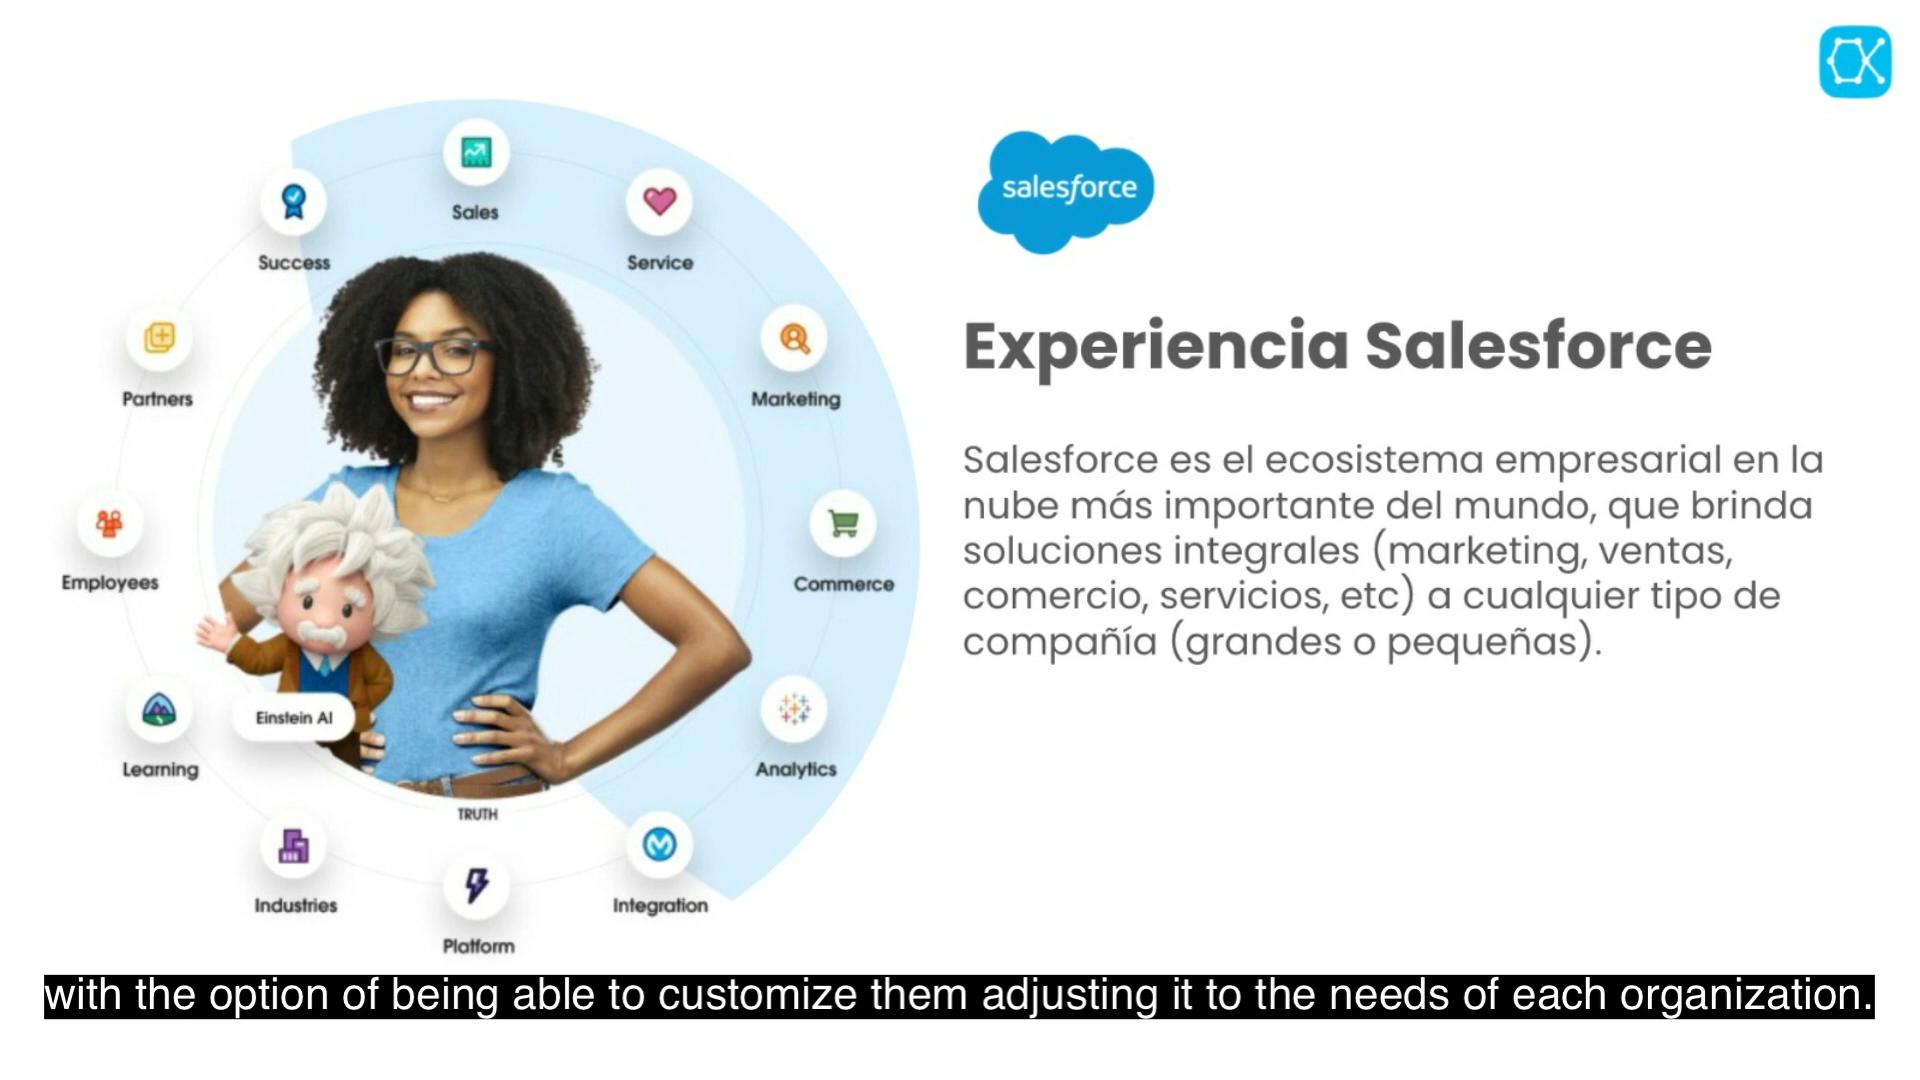 salesforce
Experiencia Salesforce
Salesforce es el ecosistema empresarial en la
nube más importante del mundo, que brinda
soluciones integrales (marketing, ventas,
comercio, servicios, etc) a cualquier tipo de
compañía (grandes o pequeñas).
Sales
Service
Marketing
Commerce
Analytics
Integration
Platform
Industries
Learning
Employees
Partners
Success
Einstein AI
TRUTH
with the option of being able to customize them adjusting it to the needs of each organization.